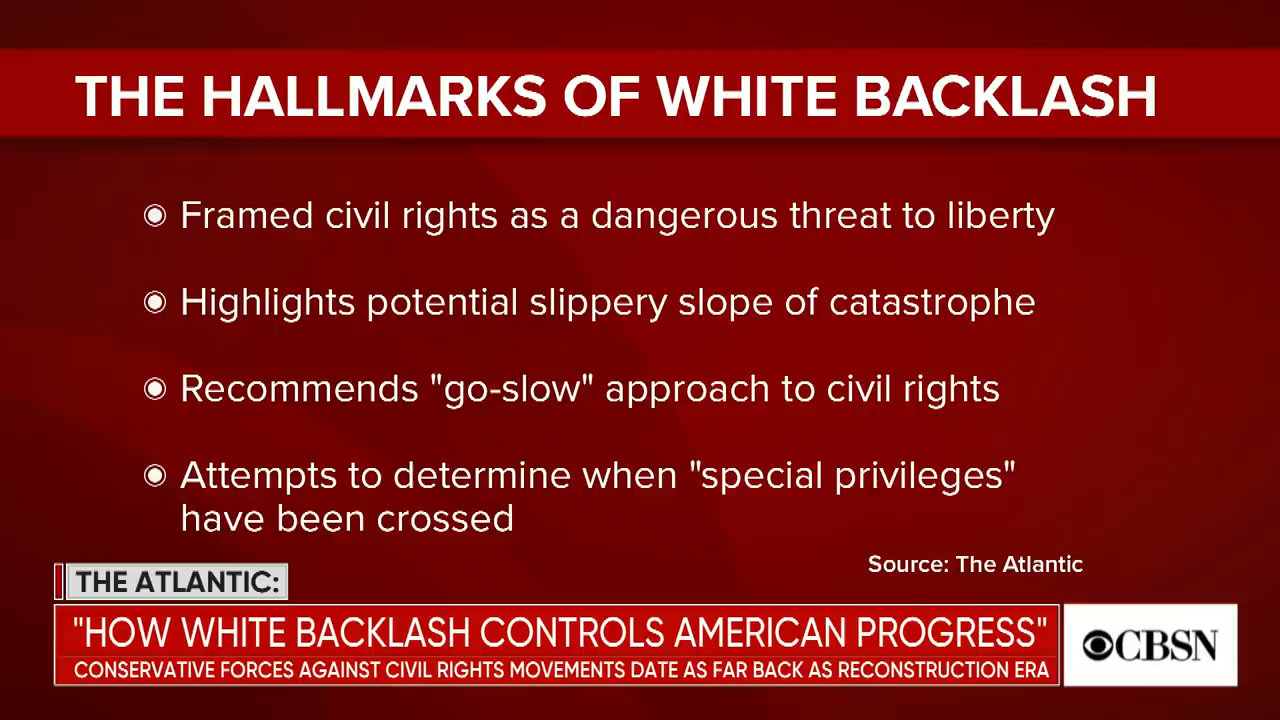 THE HALLMARKS OF WHITE BACKLASH
Framed civil rights as a dangerous threat to liberty
Highlights potential slippery slope of catastrophe
Recommends "go-slow" approach to civil rights
Attempts to determine when "special privileges"
have been crossed
Source: The Atlantic
THE ATLANTIC:
"HOW WHITE BACKLASH CONTROLS AMERICAN PROGRESS"
CONSERVATIVE FORCES AGAINST CIVIL RIGHTS MOVEMENTS DATE AS FAR BACK AS RECONSTRUCTION ERA
CBSN